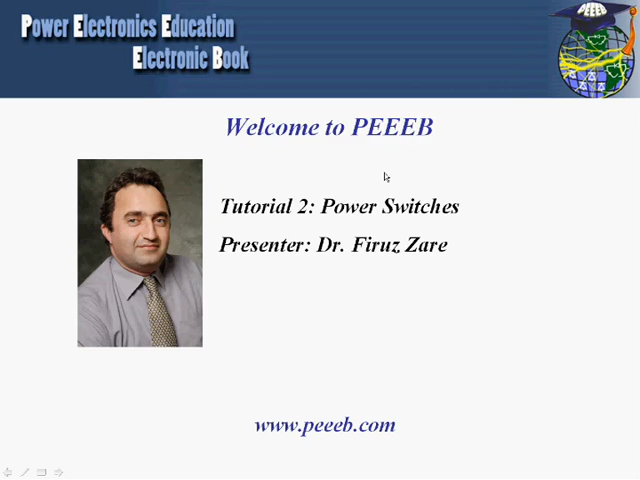 Power Electronics Education
Electronic Book
PEEEB
Welcome to PEEEB
Tutorial 2: Power Switches
Presenter: Dr. Firuz Zare
www.peeeb.com